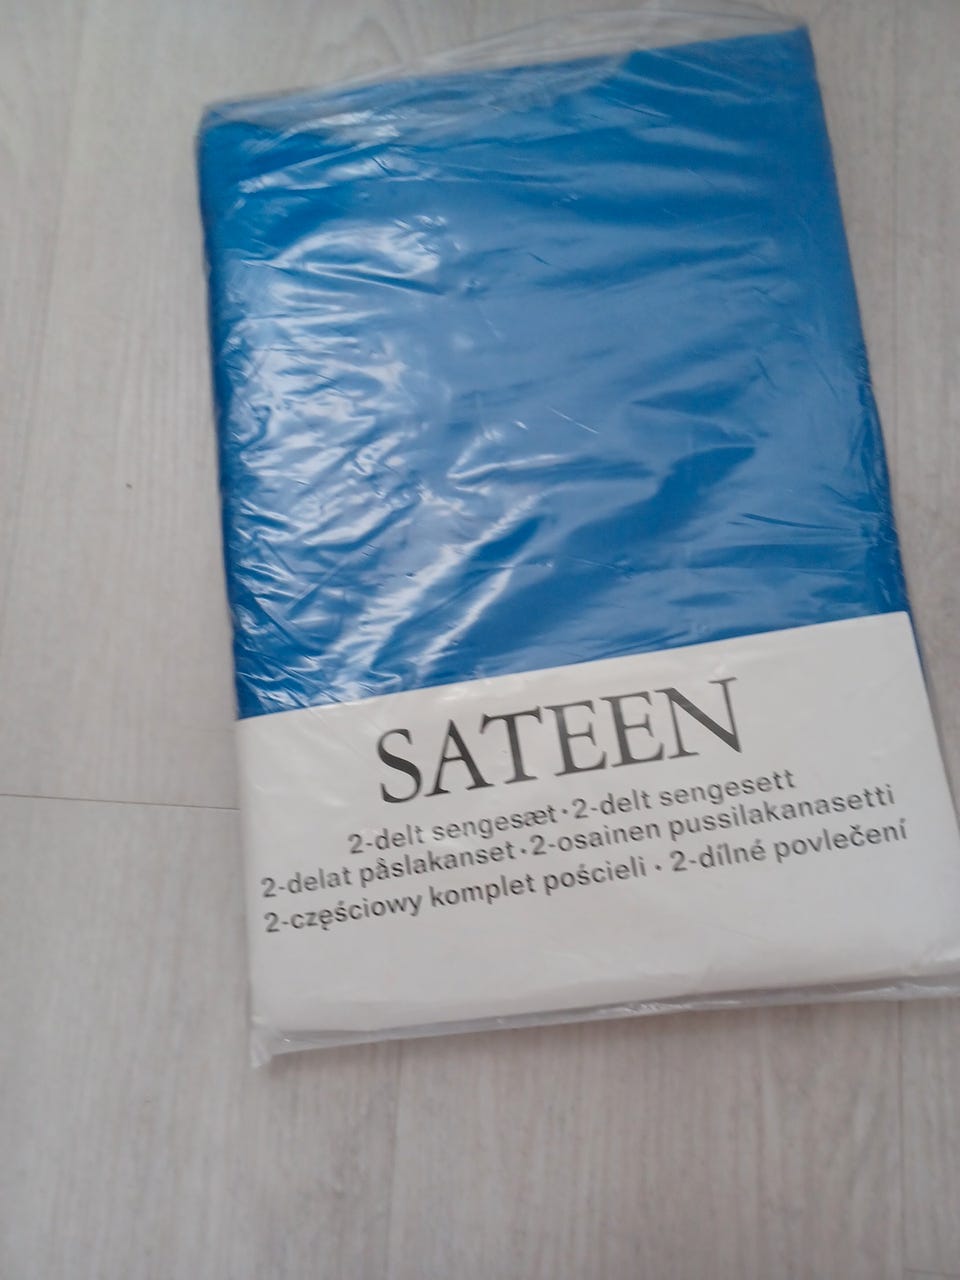 SATEEN
2-delt sengesæt · 2-delt sengesett
2-delat påslakanset · 2-osainen pussilakanasetti
2-częściowy komplet pościeli · 2-dílné povlečení